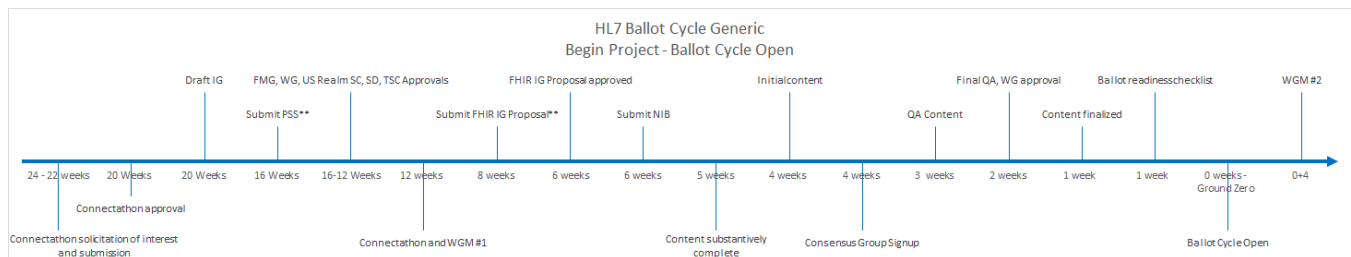 HL7 Ballot Cycle Generic
Begin Project - Ballot Cycle Open
Draft IG
FMG, WG, US Realm SC, SD, TSC Approvals
FHIR IG Proposal approved
Initial content
Final QA, WG approval
Ballot readiness checklist
WGM #2
Submit PSS**
Submit FHIR IG Proposal**
Submit NIB
QA Content
Content finalized
24 - 22 weeks
20 Weeks
20 Weeks
16 Weeks
16-12 Weeks
12 weeks
8 weeks
6 weeks
6 weeks
5 weeks
4 weeks
4 weeks
3 weeks
2 weeks
1 week
1 week
0 weeks -
Ground Zero
0+4
Connectathon approval
Connectathon solicitation of interest
and submission
Connectathon and WGM #1
Content substantively
complete
Consensus Group Signup
Ballot Cycle Open